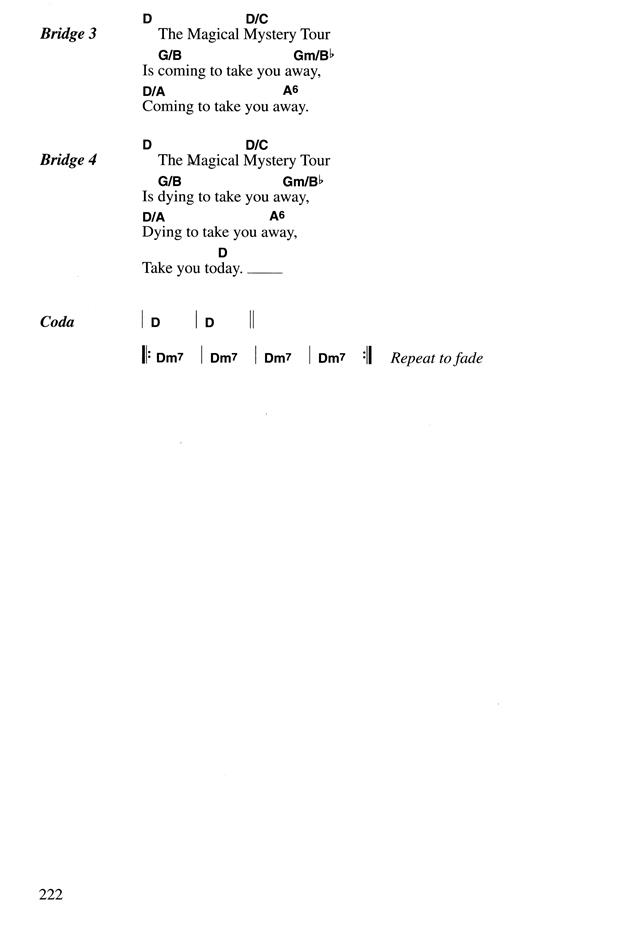 D D/C
Bridge 3 The Magical Mystery Tour
G/B Gm/B♭
Is coming to take you away,
D/A A6
Coming to take you away.
D D/C
Bridge 4 The Magical Mystery Tour
G/B Gm/B♭
Is dying to take you away,
D/A A6
Dying to take you away,
D
Take you today. ____
Coda | D | D ||
‖: Dm7 | Dm7 | Dm7 | Dm7 :‖ Repeat to fade
222